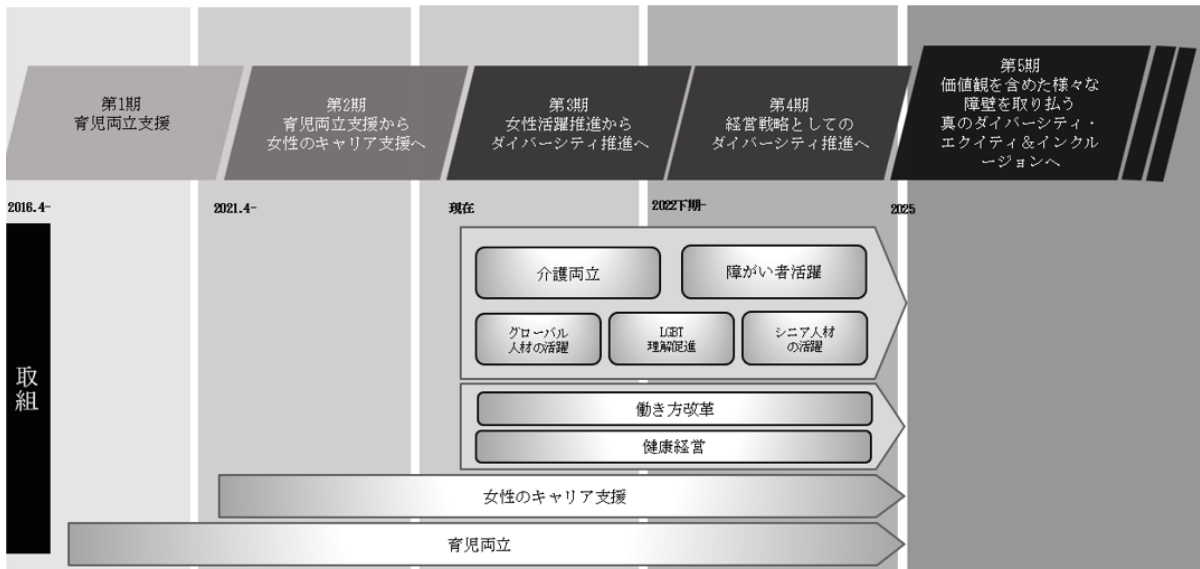 第1期
育児両立支援
第2期
育児両立支援から
女性のキャリア支援へ
第3期
女性活躍推進から
ダイバーシティ推進へ
第4期
経営戦略としての
ダイバーシティ推進へ
第5期
価値観を含めた様々な
障壁を取り払う
真のダイバーシティ・
エクイティ&インクル
ージョンへ
2016.4-
2021.4-
現在
2022下期-
2025
取
組
介護両立
障がい者活躍
グローバル
人材の活躍
LGBT
理解促進
シニア人材
の活躍
働き方改革
健康経営
女性のキャリア支援
育児両立